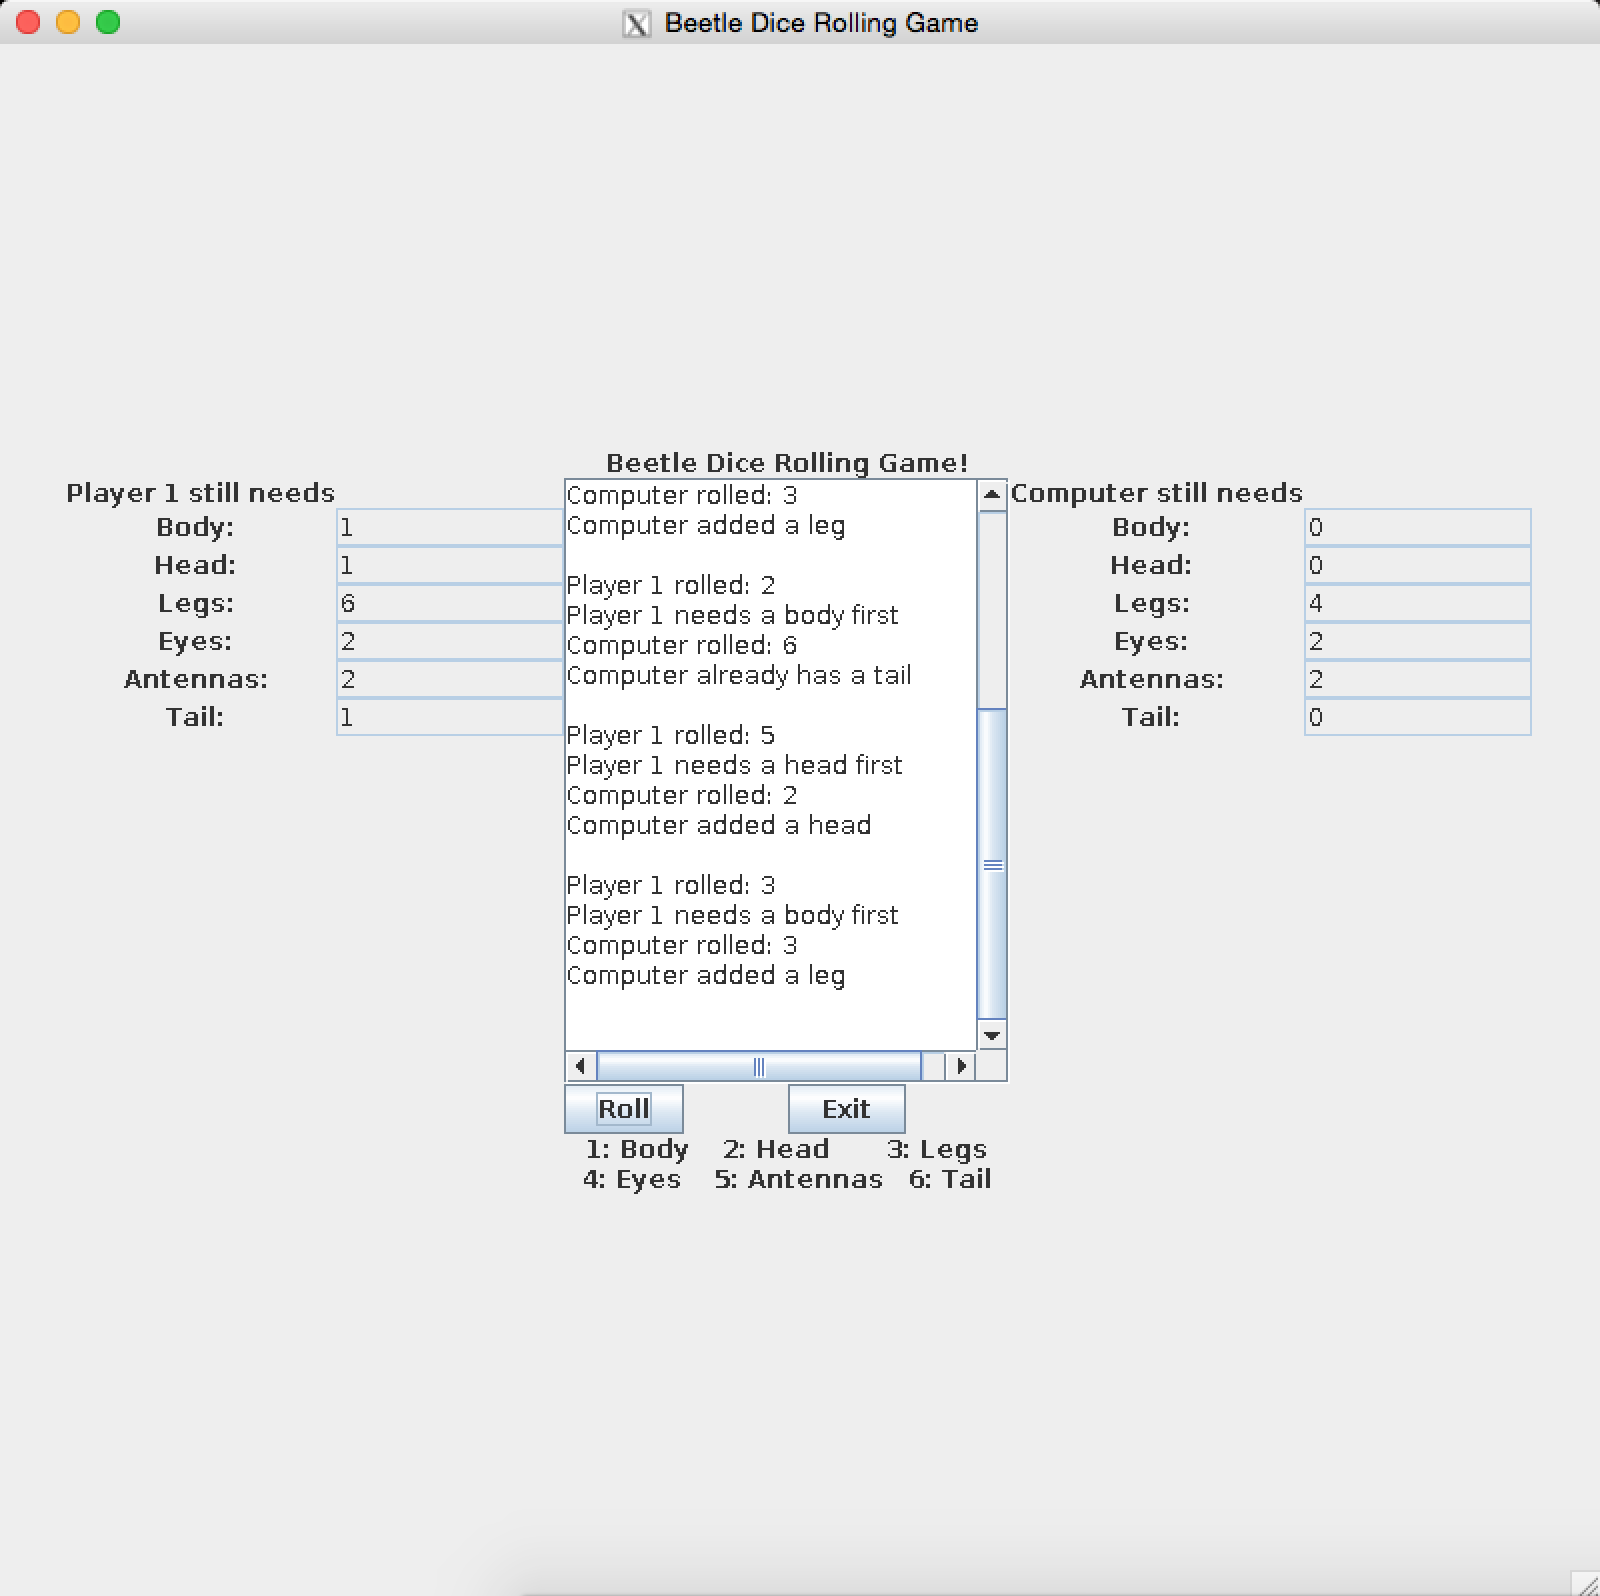 Beetle Dice Rolling Game
Beetle Dice Rolling Game!
Player 1 still needs
Body: 1
Head: 1
Legs: 6
Eyes: 2
Antennas: 2
Tail: 1
Computer rolled: 3
Computer added a leg
Player 1 rolled: 2
Player 1 needs a body first
Computer rolled: 6
Computer already has a tail
Player 1 rolled: 5
Player 1 needs a head first
Computer rolled: 2
Computer added a head
Player 1 rolled: 3
Player 1 needs a body first
Computer rolled: 3
Computer added a leg
Computer still needs
Body: 0
Head: 0
Legs: 4
Eyes: 2
Antennas: 2
Tail: 0
Roll Exit
1: Body 2: Head 3: Legs
4: Eyes 5: Antennas 6: Tail